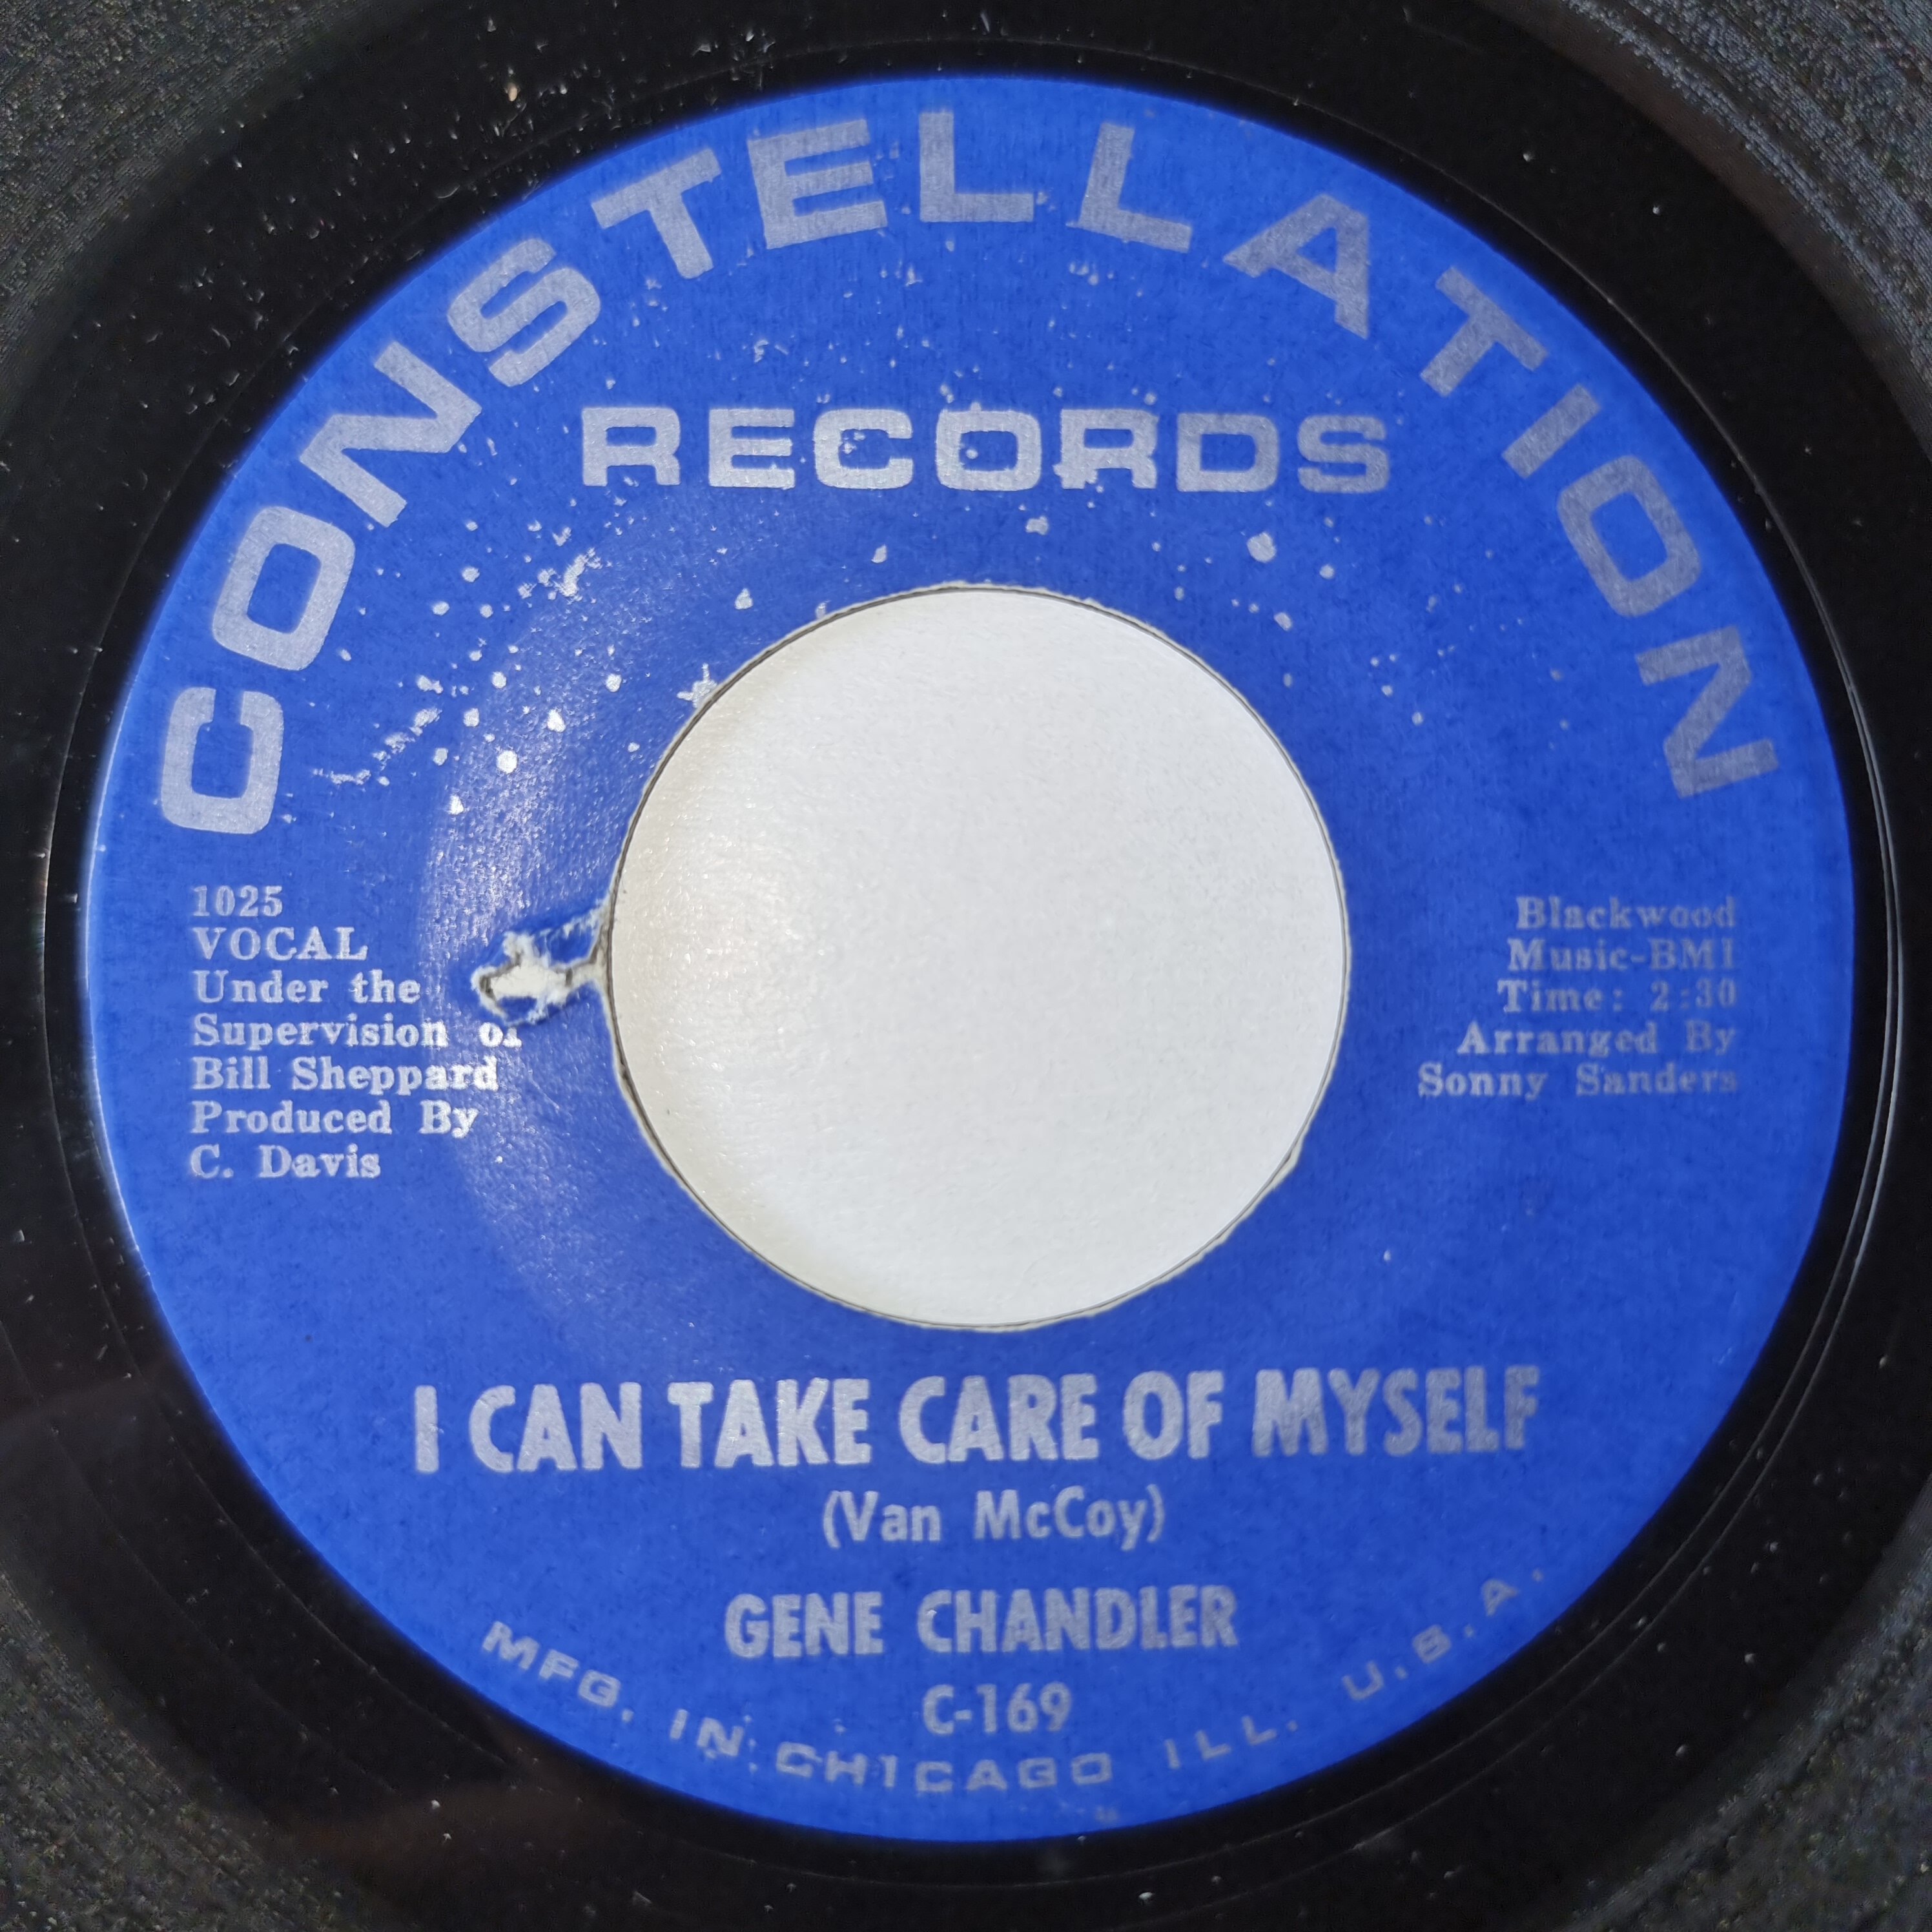 CONSTELLATION
RECORDS
1025
VOCAL
Under the
Supervision of
Bill Sheppard
Produced By
C. Davis
Blackwood
Music-BMI
Time: 2:30
Arranged By
Sonny Sanders
I CAN TAKE CARE OF MYSELF
(Van McCoy)
GENE CHANDLER
C-169
MFG. IN CHICAGO ILL. U.S.A.